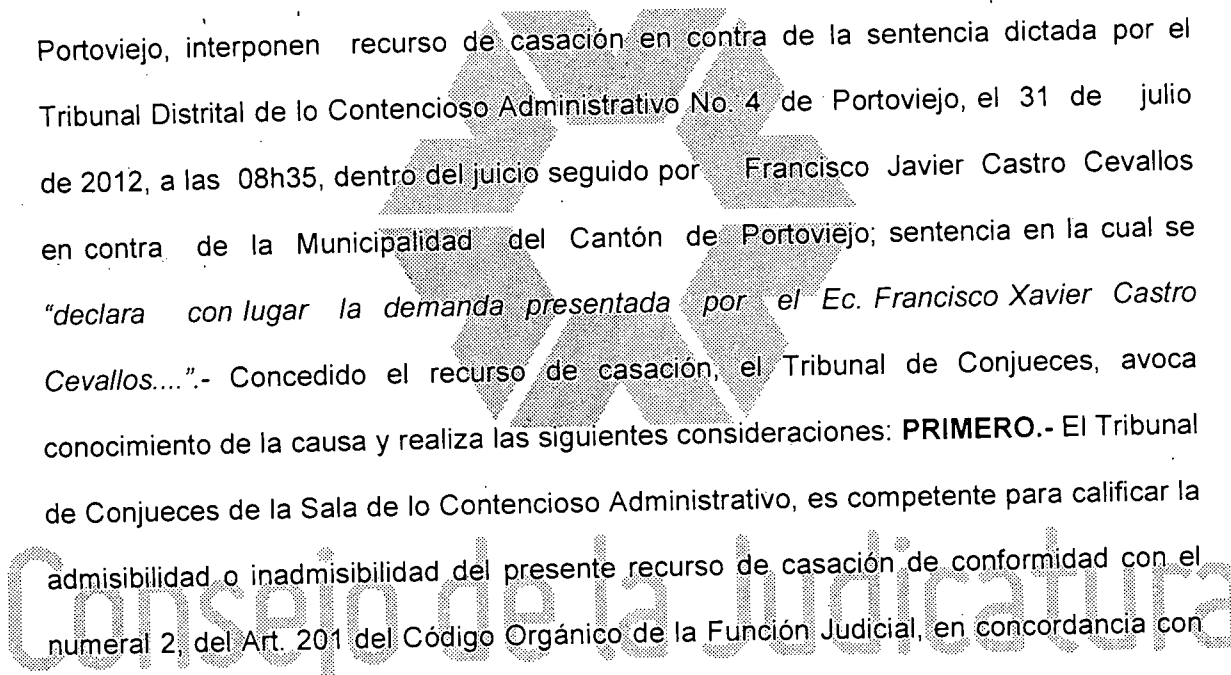 Portoviejo, interponen recurso de casación en contra de la sentencia dictada por el
Tribunal Distrital de lo Contencioso Administrativo No. 4 de Portoviejo, el 31 de julio
de 2012, a las 08h35, dentro del juicio seguido por Francisco Javier Castro Cevallos
en contra de la Municipalidad del Cantón de Portoviejo; sentencia en la cual se
"declara con lugar la demanda presentada por el Ec. Francisco Xavier Castro
Cevallos....".- Concedido el recurso de casación, el Tribunal de Conjueces, avoca
conocimiento de la causa y realiza las siguientes consideraciones: PRIMERO.- El Tribunal
de Conjueces de la Sala de lo Contencioso Administrativo, es competente para calificar la
admisibilidad o inadmisibilidad del presente recurso de casación de conformidad con el
numeral 2, del Art. 201 del Código Orgánico de la Función Judicial, en concordancia con
Consejo de la Judicatura